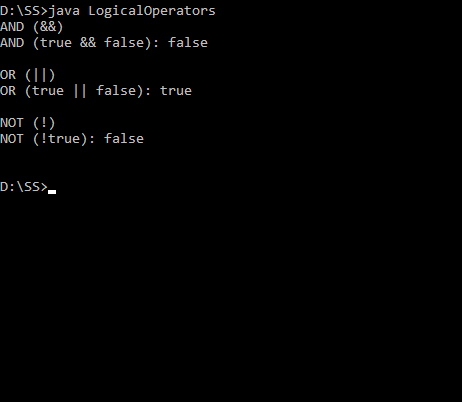 D:\SS>java LogicalOperators
AND (&&)
AND (true && false): false
OR (||)
OR (true || false): true
NOT (!)
NOT (!true): false
D:\SS>